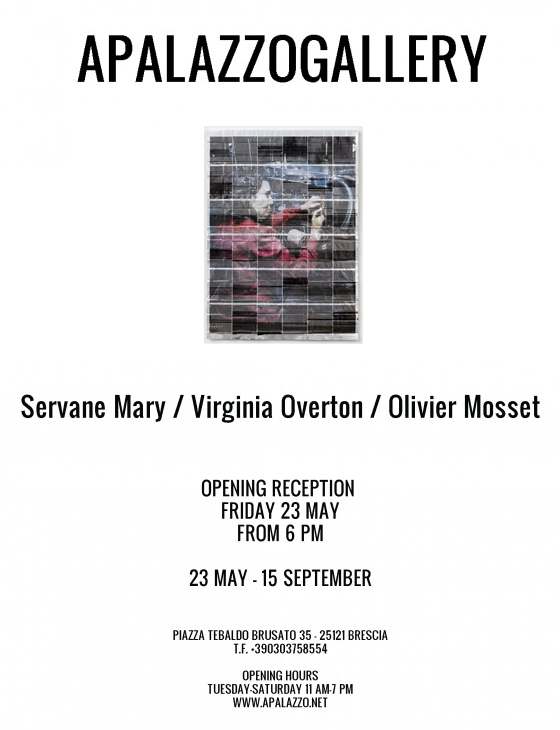 APALAZZOGALLERY
Servane Mary / Virginia Overton / Olivier Mosset
OPENING RECEPTION
FRIDAY 23 MAY
FROM 6 PM
23 MAY - 15 SEPTEMBER
PIAZZA TEBALDO BRUSATO 35 - 25121 BRESCIA
T.F. +390303758554
OPENING HOURS
TUESDAY-SATURDAY 11 AM-7 PM
WWW.APALAZZO.NET